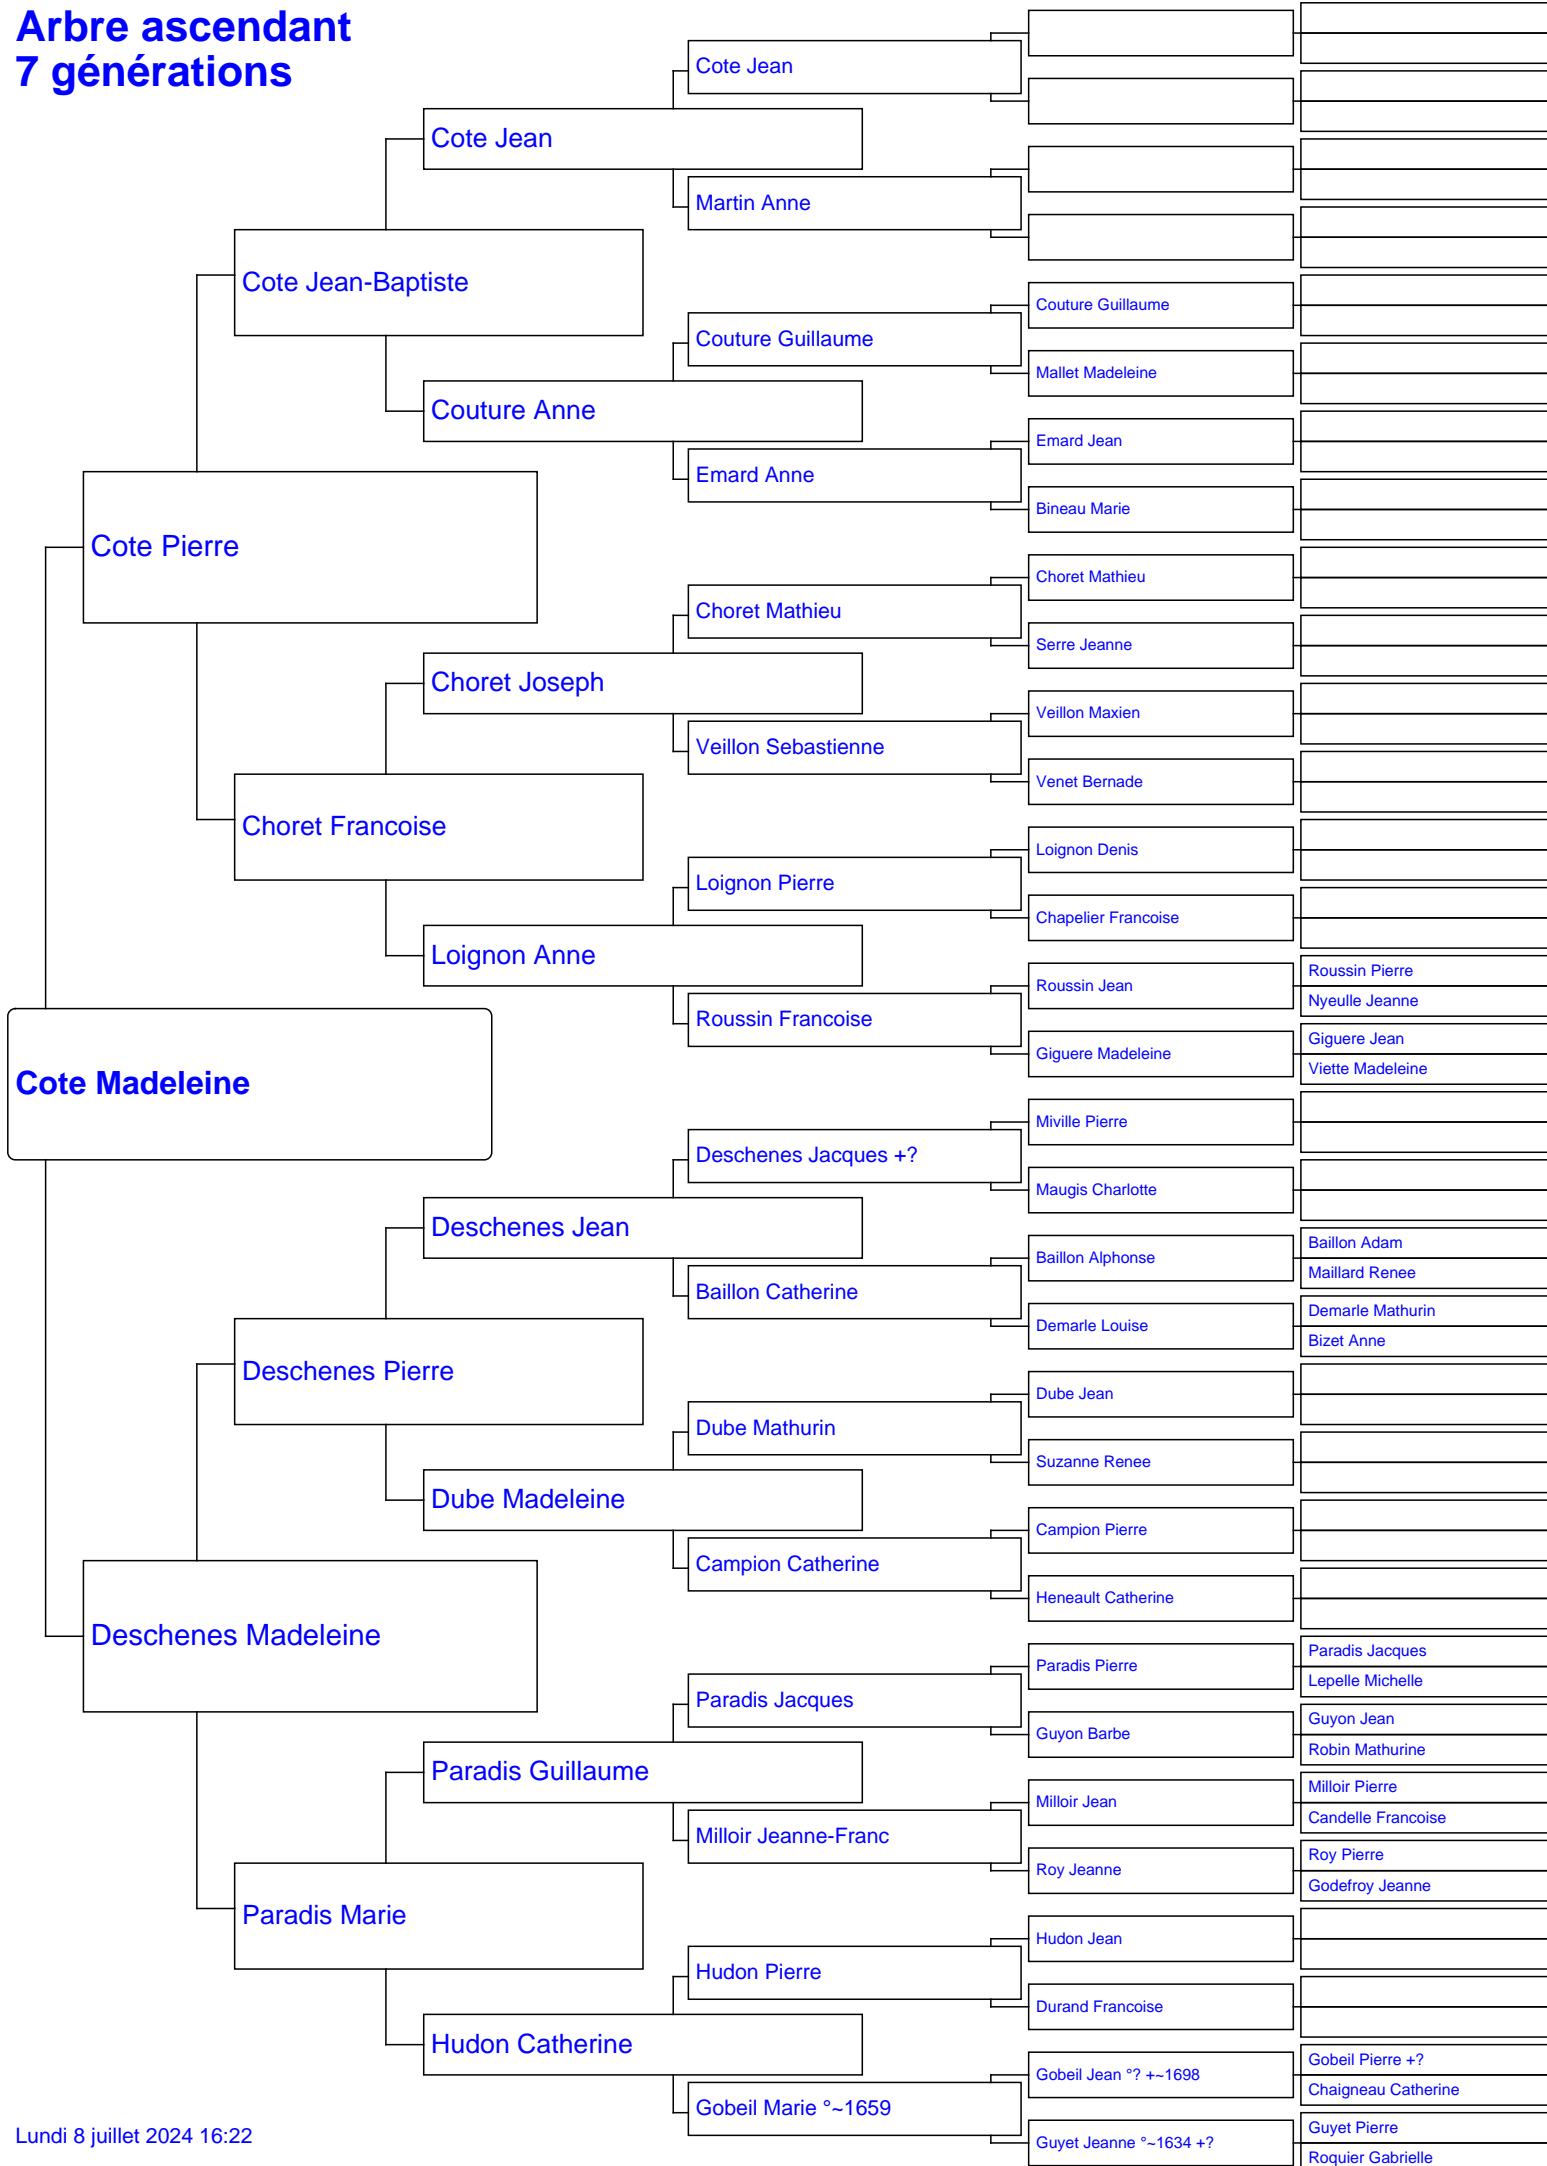 Arbre ascendant
7 générations
Cote Jean
Cote Jean
Martin Anne
Cote Jean-Baptiste
Couture Guillaume
Couture Guillaume
Mallet Madeleine
Couture Anne
Emard Jean
Emard Anne
Bineau Marie
Cote Pierre
Choret Mathieu
Choret Mathieu
Serre Jeanne
Choret Joseph
Veillon Maxien
Veillon Sebastienne
Venet Bernade
Choret Francoise
Loignon Denis
Loignon Pierre
Chapelier Francoise
Loignon Anne
Roussin Pierre
Roussin Jean
Nyeulle Jeanne
Roussin Francoise
Giguere Jean
Giguere Madeleine
Viette Madeleine
Cote Madeleine
Miville Pierre
Deschenes Jacques +?
Maugis Charlotte
Deschenes Jean
Baillon Adam
Baillon Alphonse
Maillard Renee
Baillon Catherine
Demarle Mathurin
Demarle Louise
Bizet Anne
Deschenes Pierre
Dube Jean
Dube Mathurin
Suzanne Renee
Dube Madeleine
Campion Pierre
Campion Catherine
Heneault Catherine
Deschenes Madeleine
Paradis Jacques
Paradis Pierre
Lepelle Michelle
Paradis Jacques
Guyon Jean
Guyon Barbe
Robin Mathurine
Paradis Guillaume
Milloir Pierre
Milloir Jean
Candelle Francoise
Milloir Jeanne-Franc
Roy Pierre
Roy Jeanne
Godefroy Jeanne
Paradis Marie
Hudon Jean
Hudon Pierre
Durand Francoise
Hudon Catherine
Gobeil Pierre +?
Gobeil Jean °? +~1698
Chaigneau Catherine
Gobeil Marie °~1659
Guyet Pierre
Guyet Jeanne °~1634 +?
Roquier Gabrielle
Lundi 8 juillet 2024 16:22